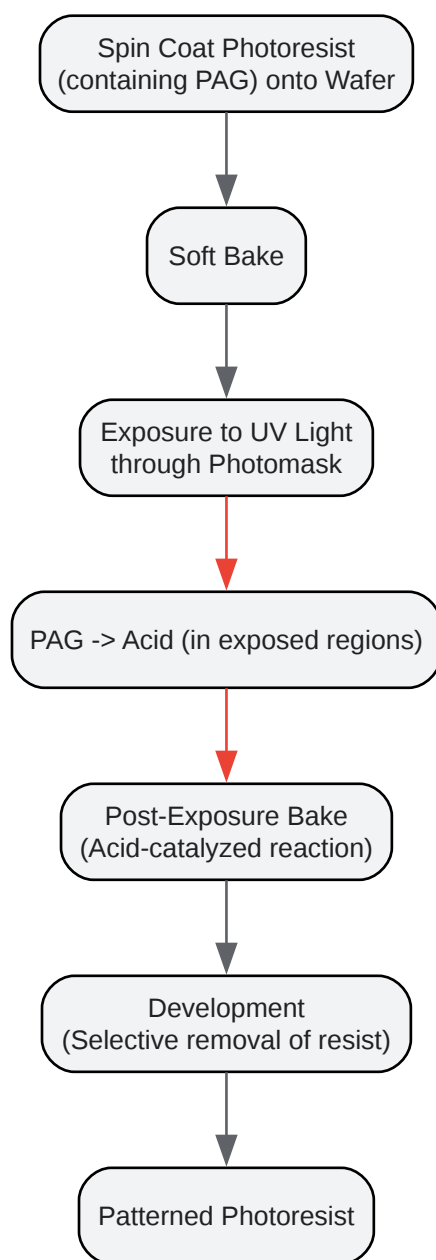 Spin Coat Photoresist
(containing PAG) onto Wafer
Soft Bake
Exposure to UV Light
through Photomask
PAG -> Acid (in exposed regions)
Post-Exposure Bake
(Acid-catalyzed reaction)
Development
(Selective removal of resist)
Patterned Photoresist